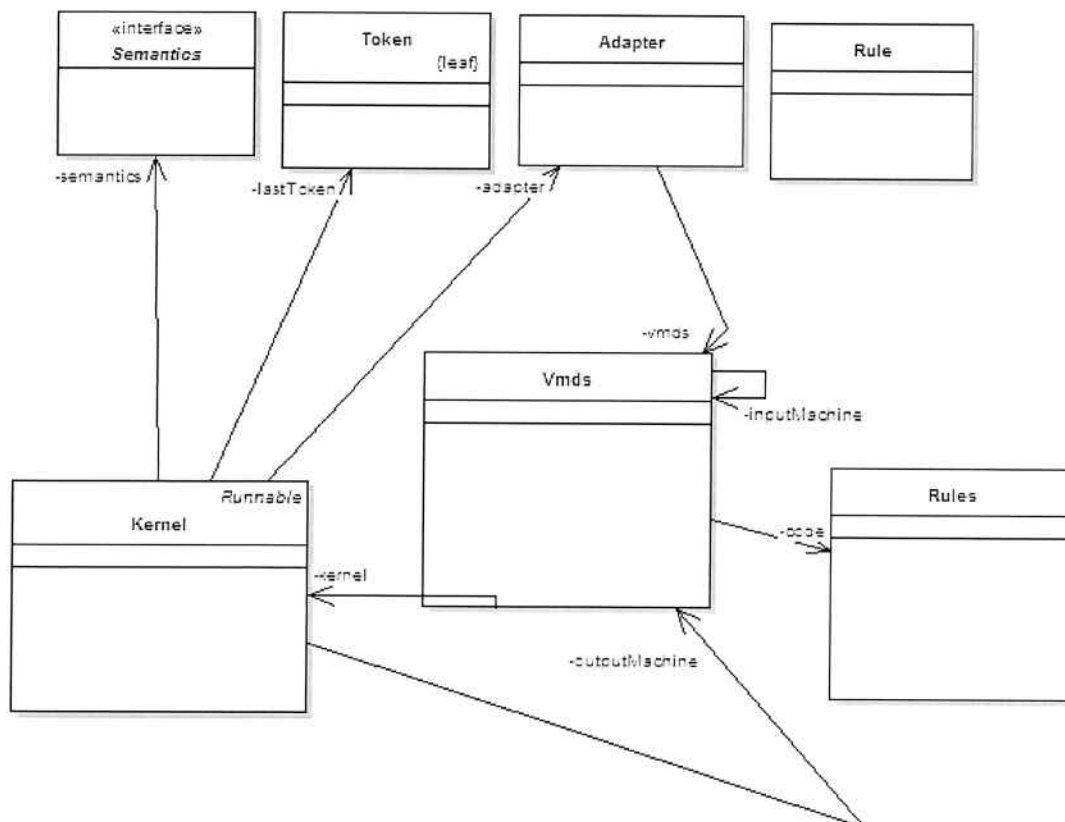 «interface»
Semantics
Token
{leaf}
Adapter
Rule
-semantics
-lastToken
-adapter
-vmds
Vmds
-inputMachine
Runnable
Kernel
Rules
-code
-kernel
-outputMachine